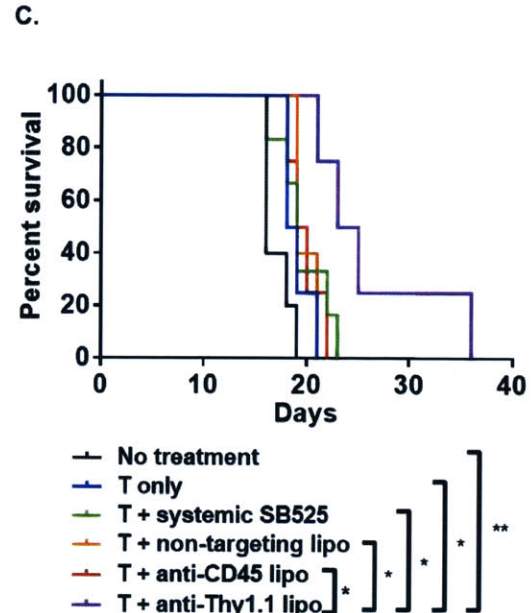 C.
100
80
60
40
20
0
Percent survival
0 10 20 30 40
Days
No treatment
T only
T + systemic SB525
T + non-targeting lipo
T + anti-CD45 lipo
T + anti-Thy1.1 lipo
* * * * **